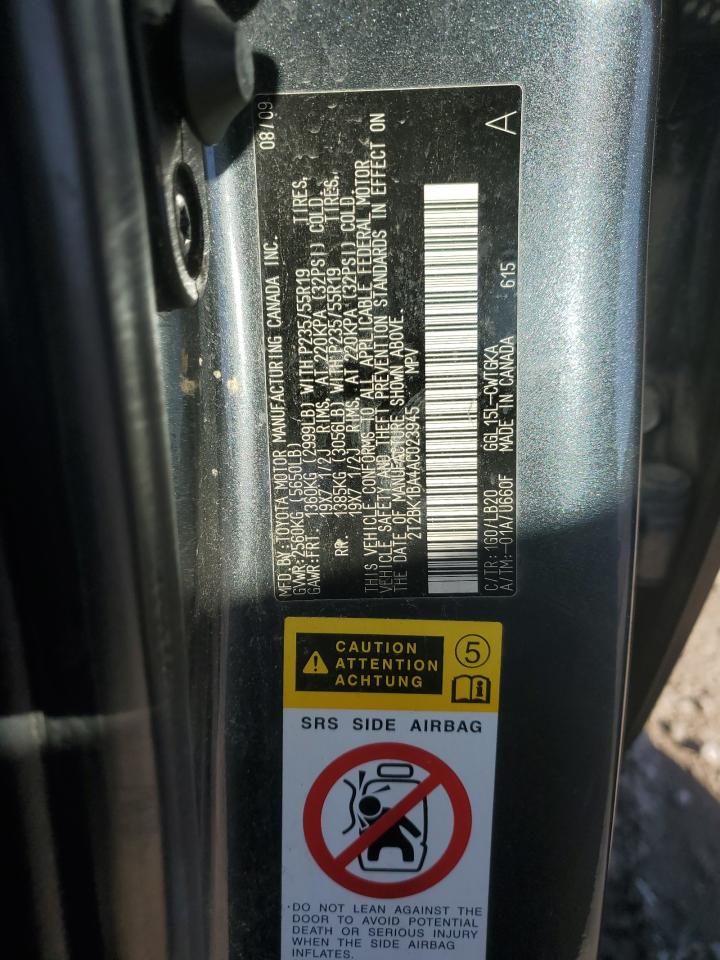 MFD. BY: TOYOTA MOTOR MANUFACTURING CANADA INC. 08/09
GVWR: 2560KG (5650LB)
GAWR: FRT. 1360KG (2999LB) WITH P235/55R19 TIRES,
19X7 1/2J RIMS, AT 220KPA (32PSI) COLD.
RR. 1385KG (3056LB) WITH P235/55R19 TIRES,
19X7 1/2J RIMS, AT 220KPA (32PSI) COLD.
THIS VEHICLE CONFORMS TO ALL APPLICABLE FEDERAL MOTOR
VEHICLE SAFETY AND THEFT PREVENTION STANDARDS IN EFFECT ON
THE DATE OF MANUFACTURE SHOWN ABOVE.
2T2BK1BA4AC023945 MPV
A
C/TR: 1G0/LB20 GGL15L-CWTGKA 615
A/TM: -01A/U660F MADE IN CANADA
CAUTION
ATTENTION
ACHTUNG
5
SRS SIDE AIRBAG
·DO NOT LEAN AGAINST THE
DOOR TO AVOID POTENTIAL
DEATH OR SERIOUS INJURY
WHEN THE SIDE AIRBAG
INFLATES.